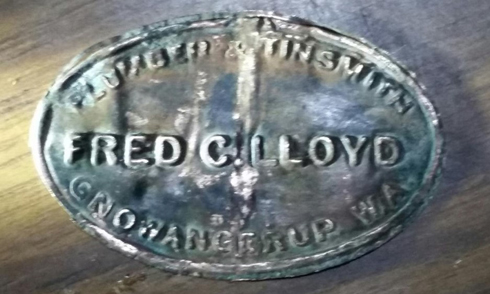 PLUMBER & TINSMITH
FRED C. LLOYD
GNOWANGERUP. W.A.